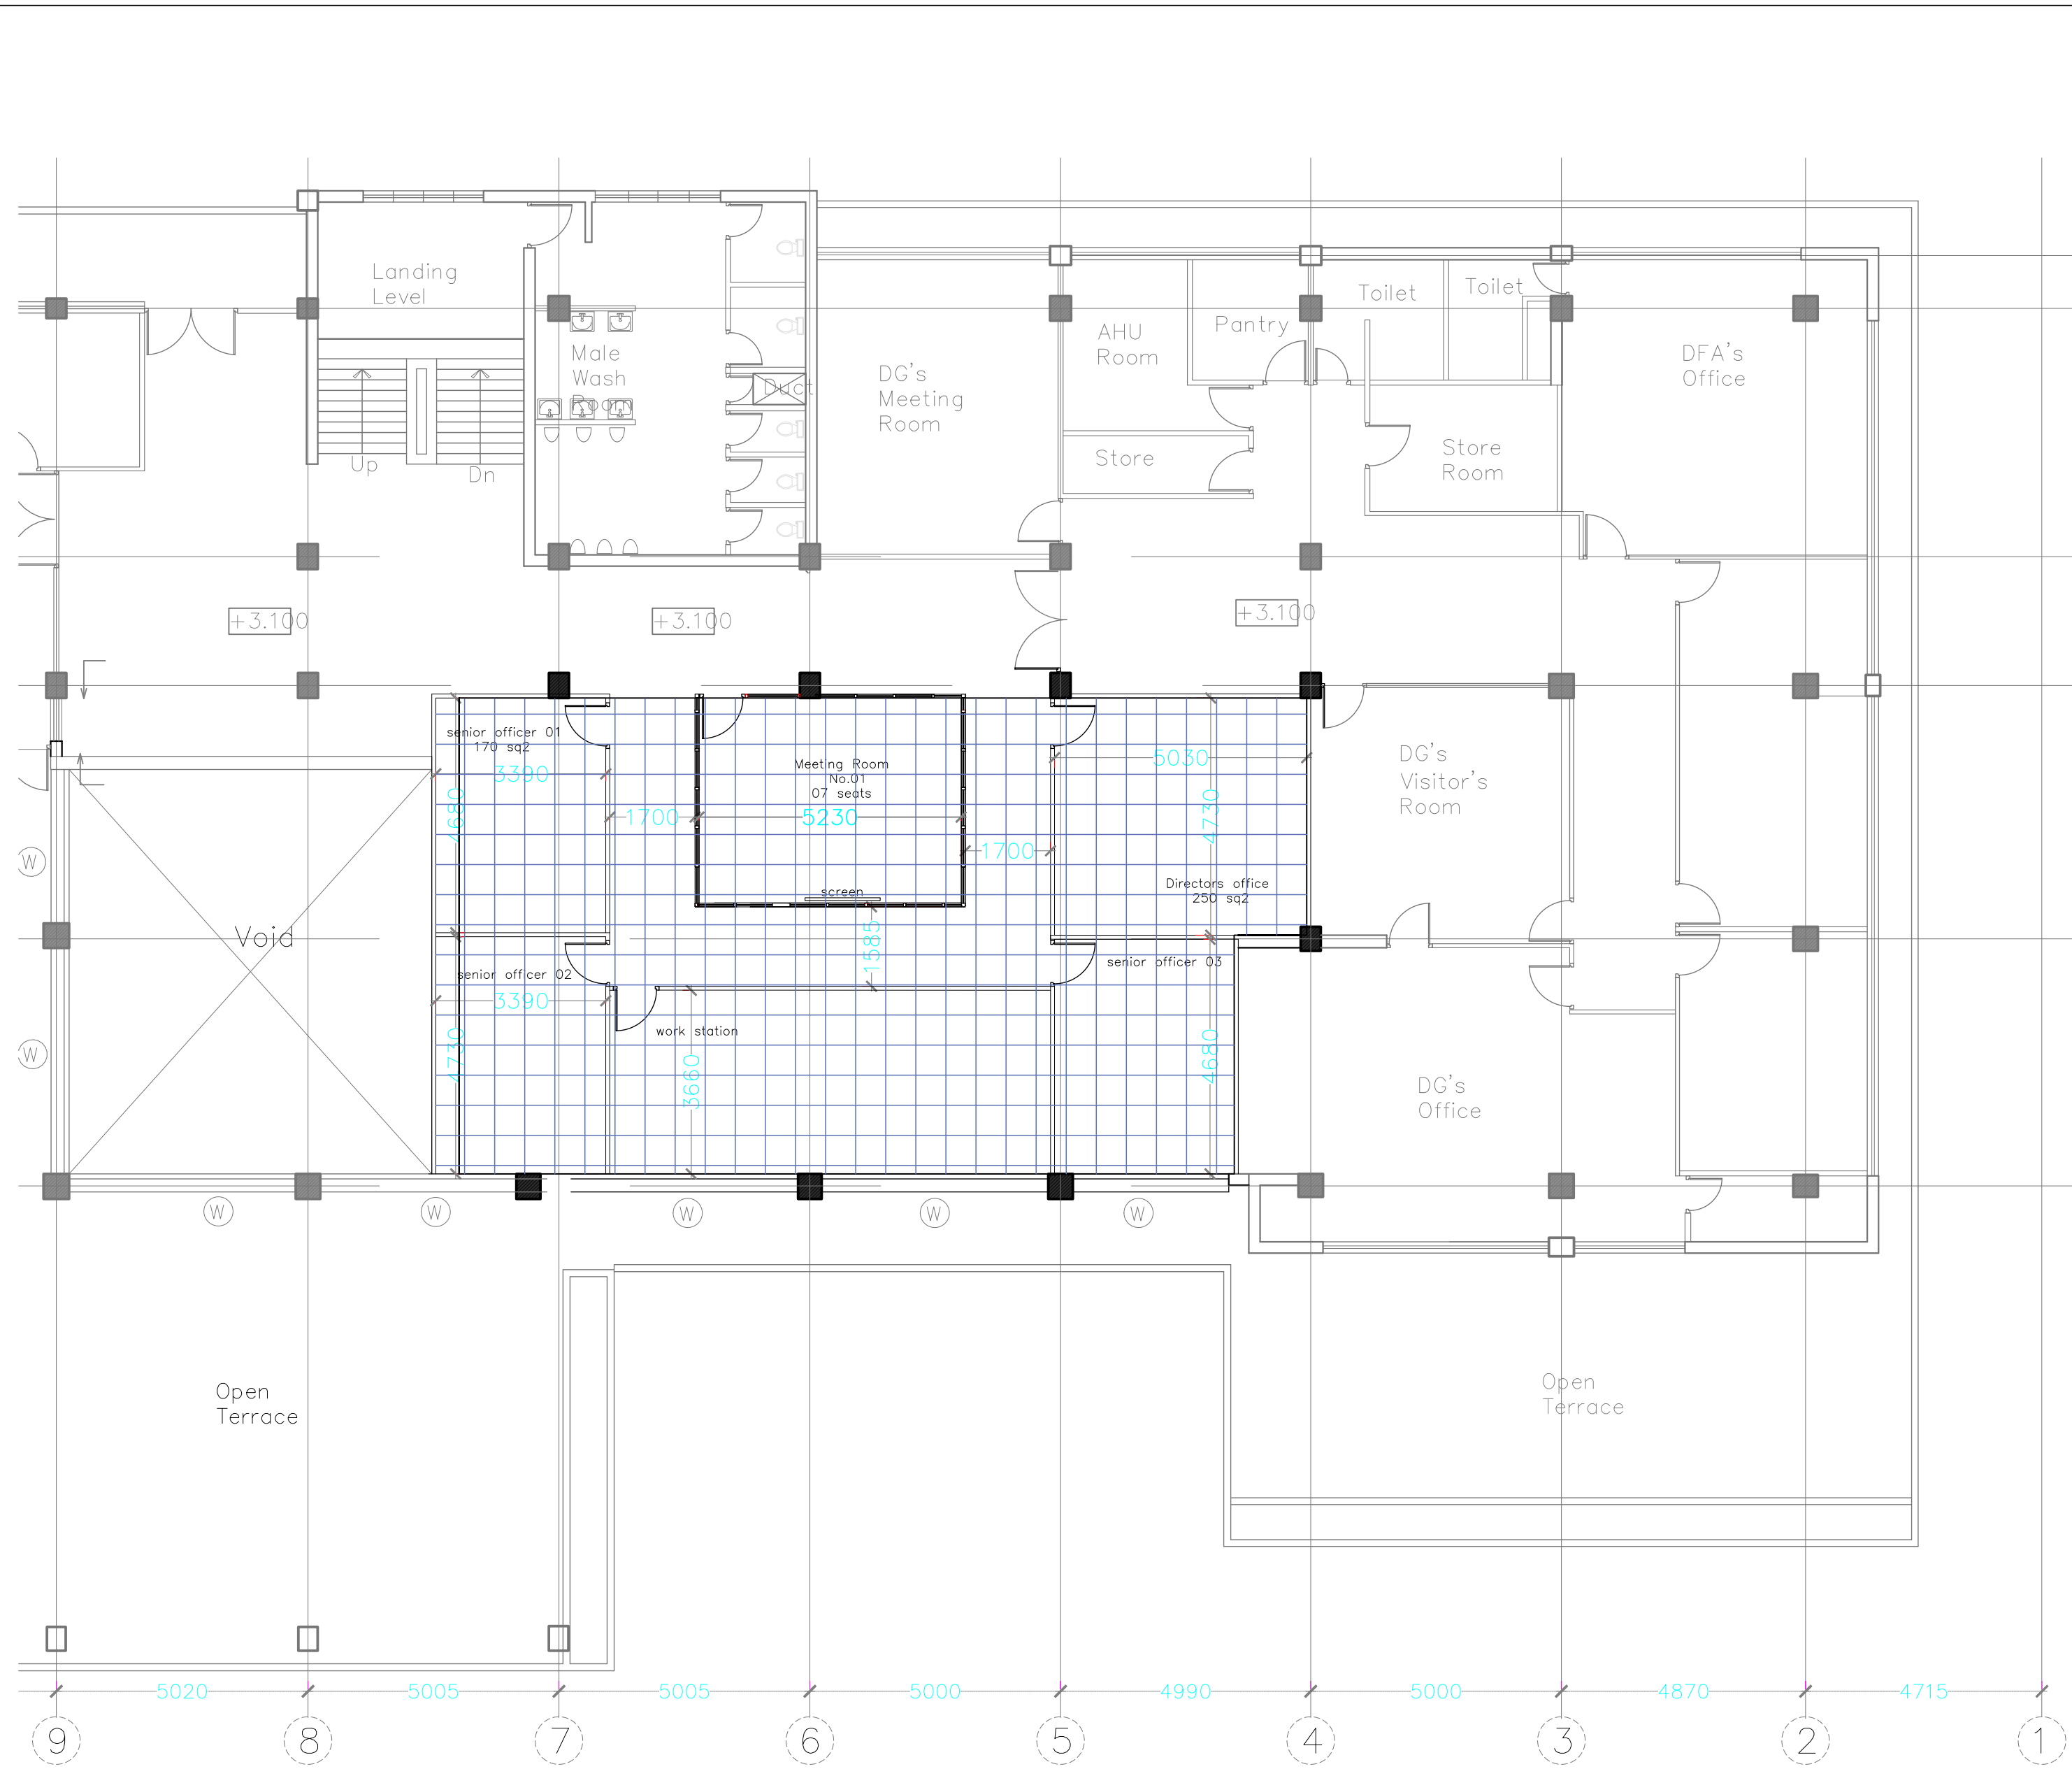 Landing
Level
Up
Dn
Male
Wash
Room
Duct
DG's
Meeting
Room
AHU
Room
Pantry
Toilet
Toilet
Store
Store
Room
DFA's
Office
+3.100
+3.100
+3.100
senior officer 01
170 sq2
3390
4680
1700
Meeting Room
No.01
07 seats
5230
screen
1700
1585
5030
4730
Directors office
250 sq2
DG's
Visitor's
Room
Void
senior officer 02
3390
4730
work station
3660
senior officer 03
4680
DG's
Office
W
W
W
W
W
W
W
Open
Terrace
Open
Terrace
5020
5005
5005
5000
4990
5000
4870
4715
9
8
7
6
5
4
3
2
1